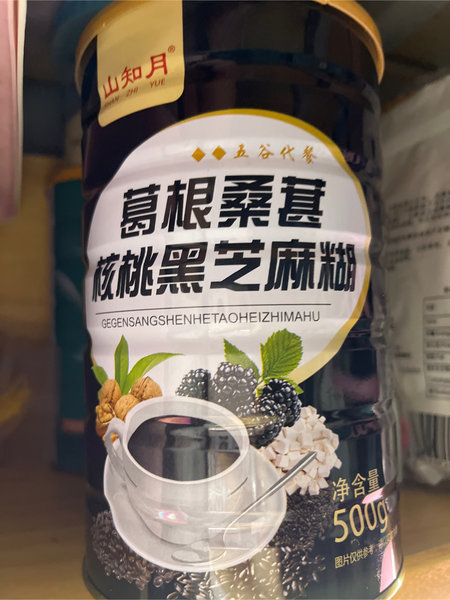 山知月®
SHAN ZHI YUE
五谷代餐
葛根桑葚
核桃黑芝麻糊
GEGENSANGSHENHETAOHEIZHIMAHU
净含量
500g
图片仅供参考